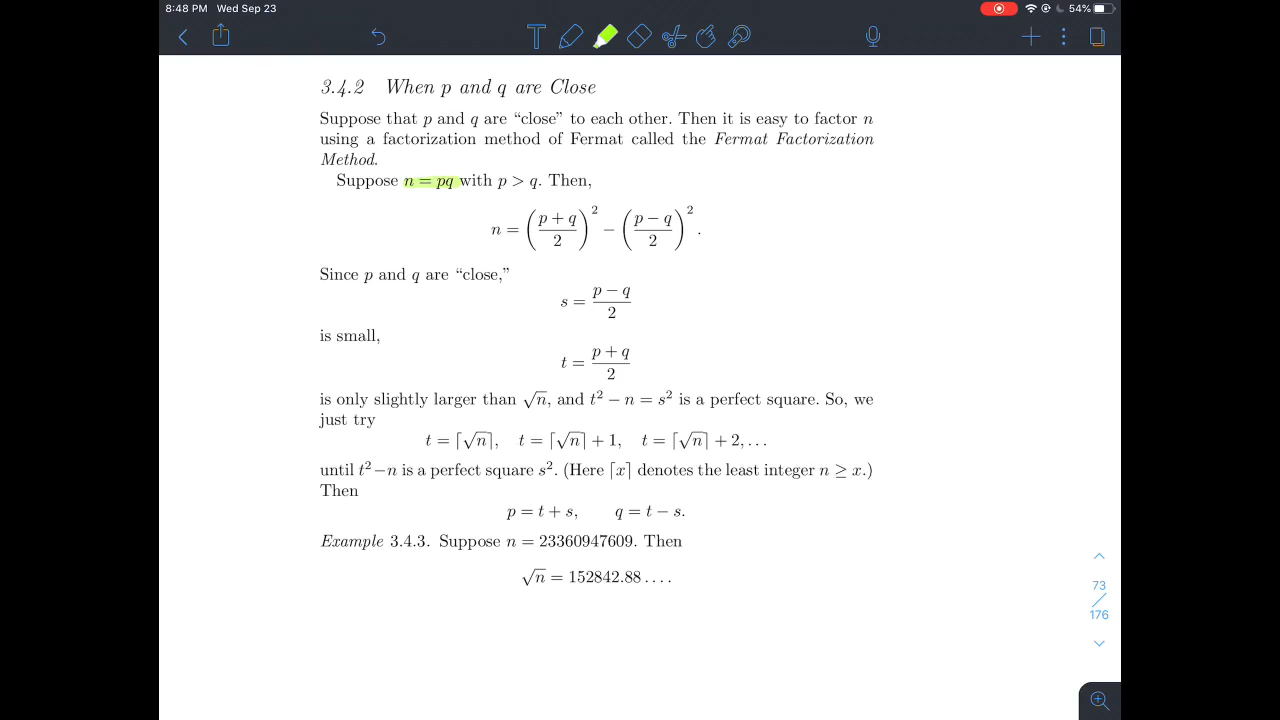 8:48 PM Wed Sep 23 54%
3.4.2 When p and q are Close
Suppose that p and q are “close” to each other. Then it is easy to factor n
using a factorization method of Fermat called the Fermat Factorization
Method.
Suppose n = pq with p > q. Then,
n = ((p + q)/2)² − ((p − q)/2)².
Since p and q are “close,”
s = (p − q)/2
is small,
t = (p + q)/2
is only slightly larger than √n, and t² − n = s² is a perfect square. So, we
just try
t = ⌈√n⌉, t = ⌈√n⌉ + 1, t = ⌈√n⌉ + 2, . . .
until t² − n is a perfect square s². (Here ⌈x⌉ denotes the least integer n ≥ x.)
Then
p = t + s, q = t − s.
Example 3.4.3. Suppose n = 23360947609. Then
√n = 152842.88 . . . .
73
176